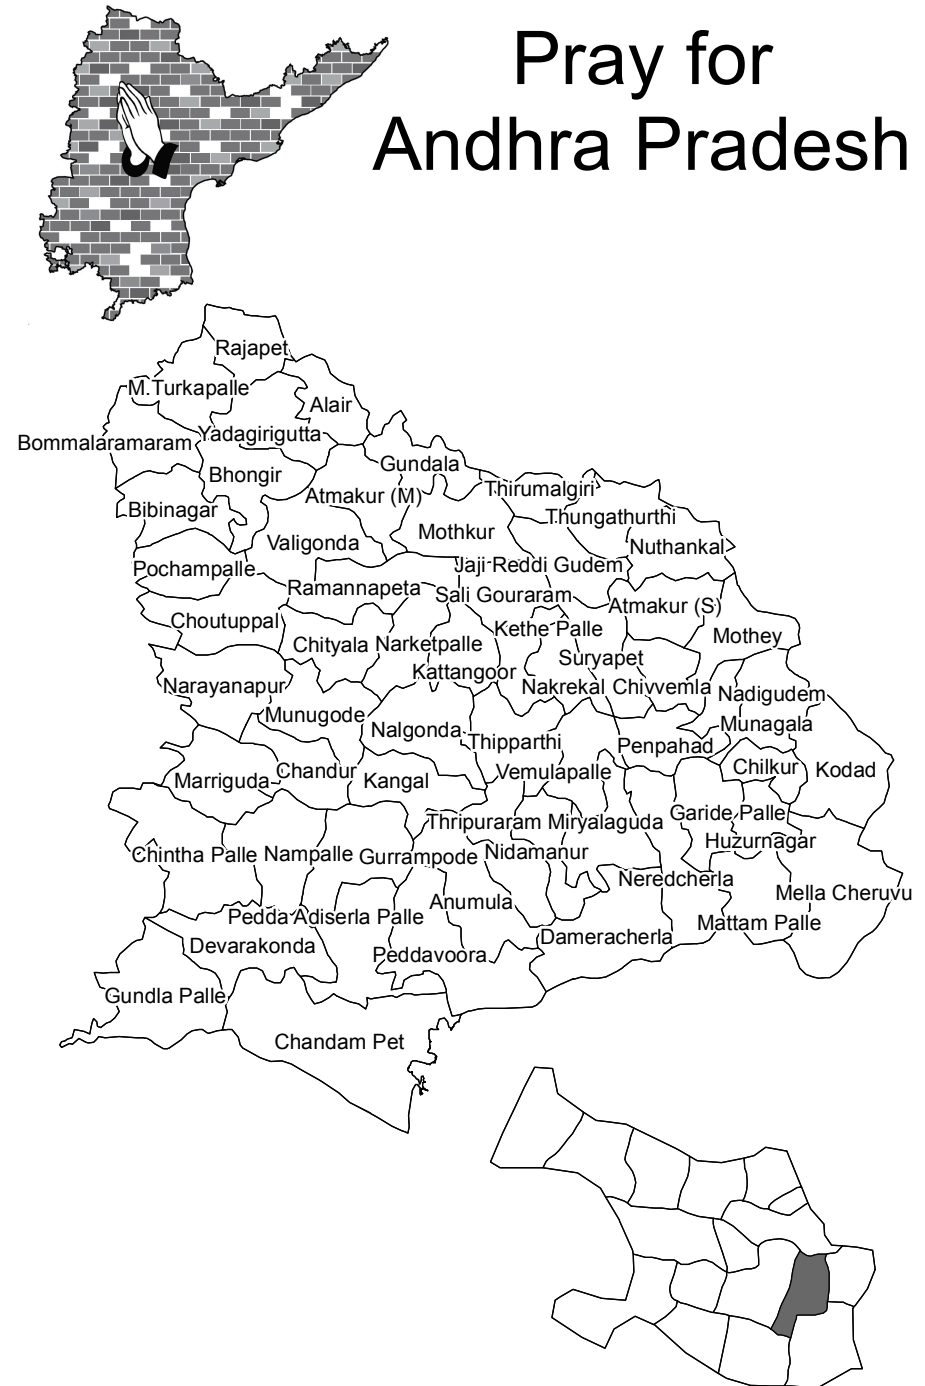 Pray for
Andhra Pradesh
Rajapet
M.Turkapalle
Alair
Bommalaramaram
Yadagirigutta
Gundala
Bhongir
Thirumalgiri
Atmakur (M)
Bibinagar
Thungathurthi
Mothkur
Valigonda
Nuthankal
Jaji-Reddi Gudem
Pochampalle
Ramannapeta
Sali Gouraram
Atmakur (S)
Choutuppal
Kethe Palle
Mothey
Chityala
Narketpalle
Suryapet
Kattangoor
Narayanapur
Nakrekal
Chivvemla
Nadigudem
Munugode
Munagala
Nalgonda
Thipparthi
Penpahad
Chilkur
Kodad
Chandur
Vemulapalle
Marriguda
Kangal
Garide Palle
Thripuraram
Miryalaguda
Huzurnagar
Chintha Palle
Nampalle
Gurrampode
Nidamanur
Neredcherla
Mella Cheruvu
Anumula
Pedda Adiserla Palle
Mattam Palle
Dameracherla
Devarakonda
Peddavoora
Gundla Palle
Chandam Pet